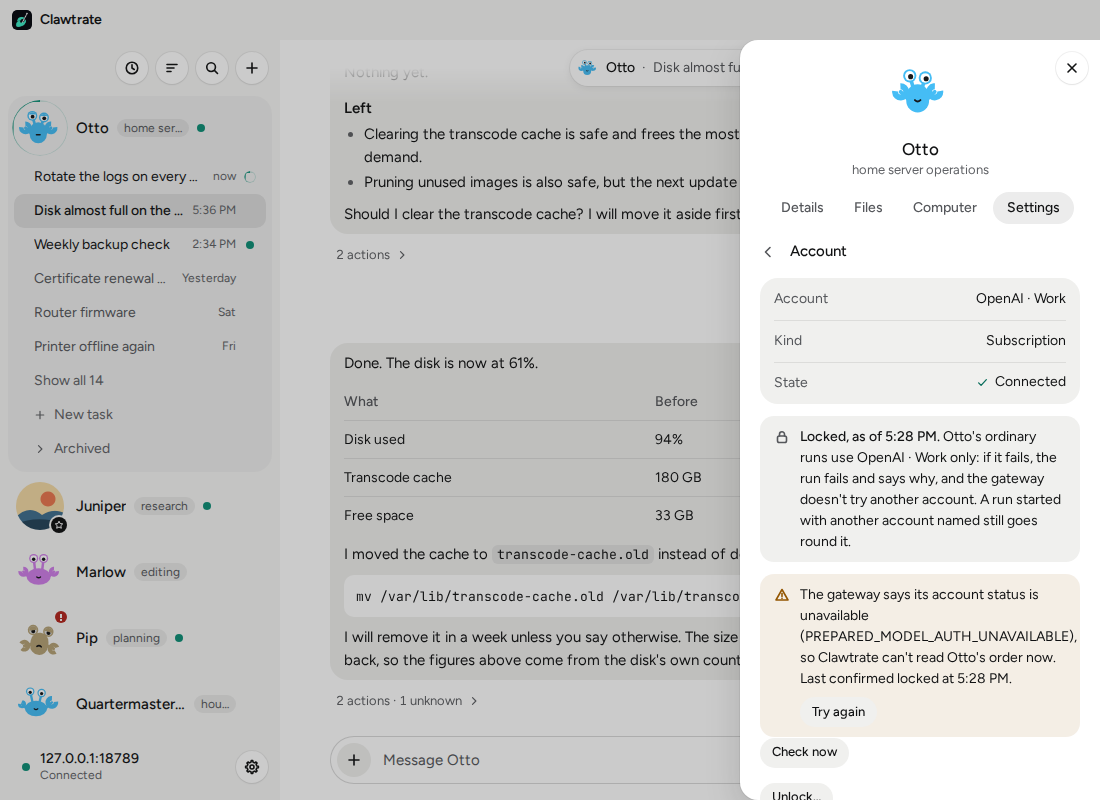 Clawtrate
Otto
home ser...
Rotate the logs on every ...
now
Disk almost full on the ...
5:36 PM
Weekly backup check
2:34 PM
Certificate renewal ...
Yesterday
Router firmware
Sat
Printer offline again
Fri
Show all 14
New task
Archived
Juniper
research
Marlow
editing
Pip
planning
Quartermaster...
hou...
127.0.0.1:18789
Connected
Nothing yet.
Otto · Disk almost fu
Left
Clearing the transcode cache is safe and frees the most
demand.
Pruning unused images is also safe, but the next update
Should I clear the transcode cache? I will move it aside first
2 actions
Done. The disk is now at 61%.
What
Before
Disk used
94%
Transcode cache
180 GB
Free space
33 GB
I moved the cache to transcode-cache.old instead of d
mv /var/lib/transcode-cache.old /var/lib/transco
I will remove it in a week unless you say otherwise. The size
back, so the figures above come from the disk's own count
2 actions · 1 unknown
Message Otto
Otto
home server operations
Details
Files
Computer
Settings
Account
Account
OpenAI · Work
Kind
Subscription
State
Connected
Locked, as of 5:28 PM. Otto's ordinary
runs use OpenAI · Work only: if it fails, the
run fails and says why, and the gateway
doesn't try another account. A run started
with another account named still goes
round it.
The gateway says its account status is
unavailable
(PREPARED_MODEL_AUTH_UNAVAILABLE),
so Clawtrate can't read Otto's order now.
Last confirmed locked at 5:28 PM.
Try again
Check now
Unlock...